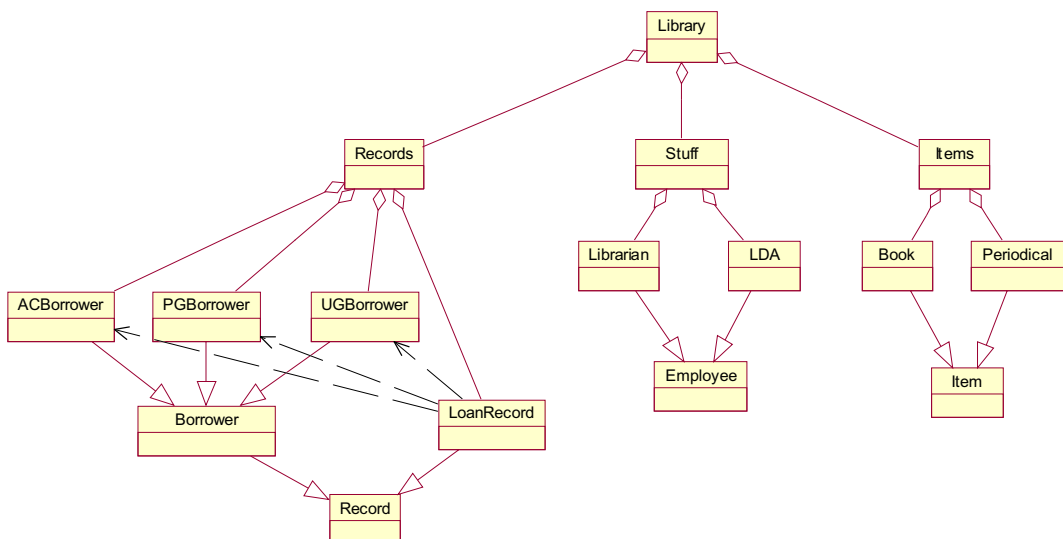 Library
Records
Stuff
Items
Librarian
LDA
Book
Periodical
ACBorrower
PGBorrower
UGBorrower
Employee
Item
Borrower
LoanRecord
Record